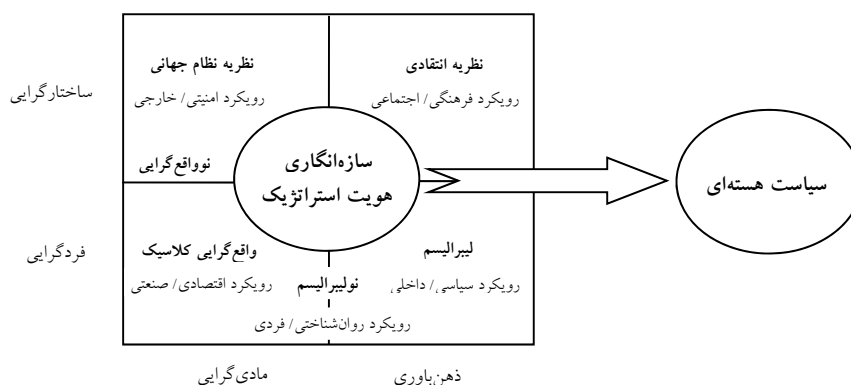 نظریه انتقادی
نظریه نظام جهانی
رویکرد فرهنگی/ اجتماعی
رویکرد امنیتی/ خارجی
ساختارگرایی
سازه‌انگاری
هویت استراتژیک
نوواقع‌گرایی
سیاست هسته‌ای
لیبرالیسم
واقع‌گرایی کلاسیک
فردگرایی
رویکرد سیاسی/ داخلی
نولیبرالیسم
رویکرد اقتصادی/ صنعتی
رویکرد روان‌شناختی/ فردی
ذهن‌باوری
مادی‌گرایی